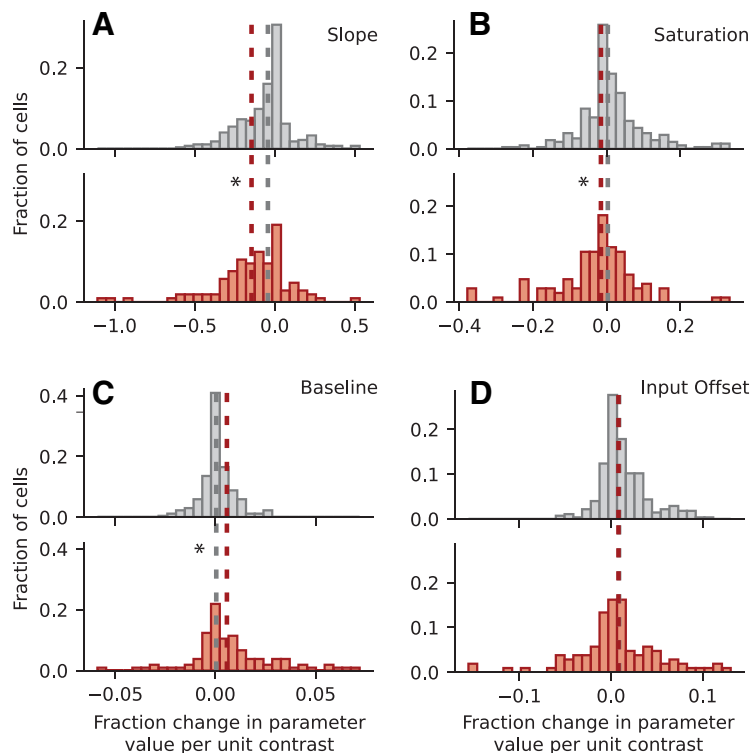 A
Slope
B
Saturation
Fraction of cells
0.2
0.0
0.2
0.0
*
−1.0
−0.5
0.0
0.5
0.2
0.1
0.0
0.2
0.1
0.0
*
−0.4
−0.2
0.0
0.2
C
Baseline
D
Input Offset
Fraction of cells
0.4
0.2
0.0
0.4
0.2
0.0
*
−0.05
0.00
0.05
0.2
0.1
0.0
0.2
0.1
0.0
−0.1
0.0
0.1
Fraction change in parameter
value per unit contrast
Fraction change in parameter
value per unit contrast